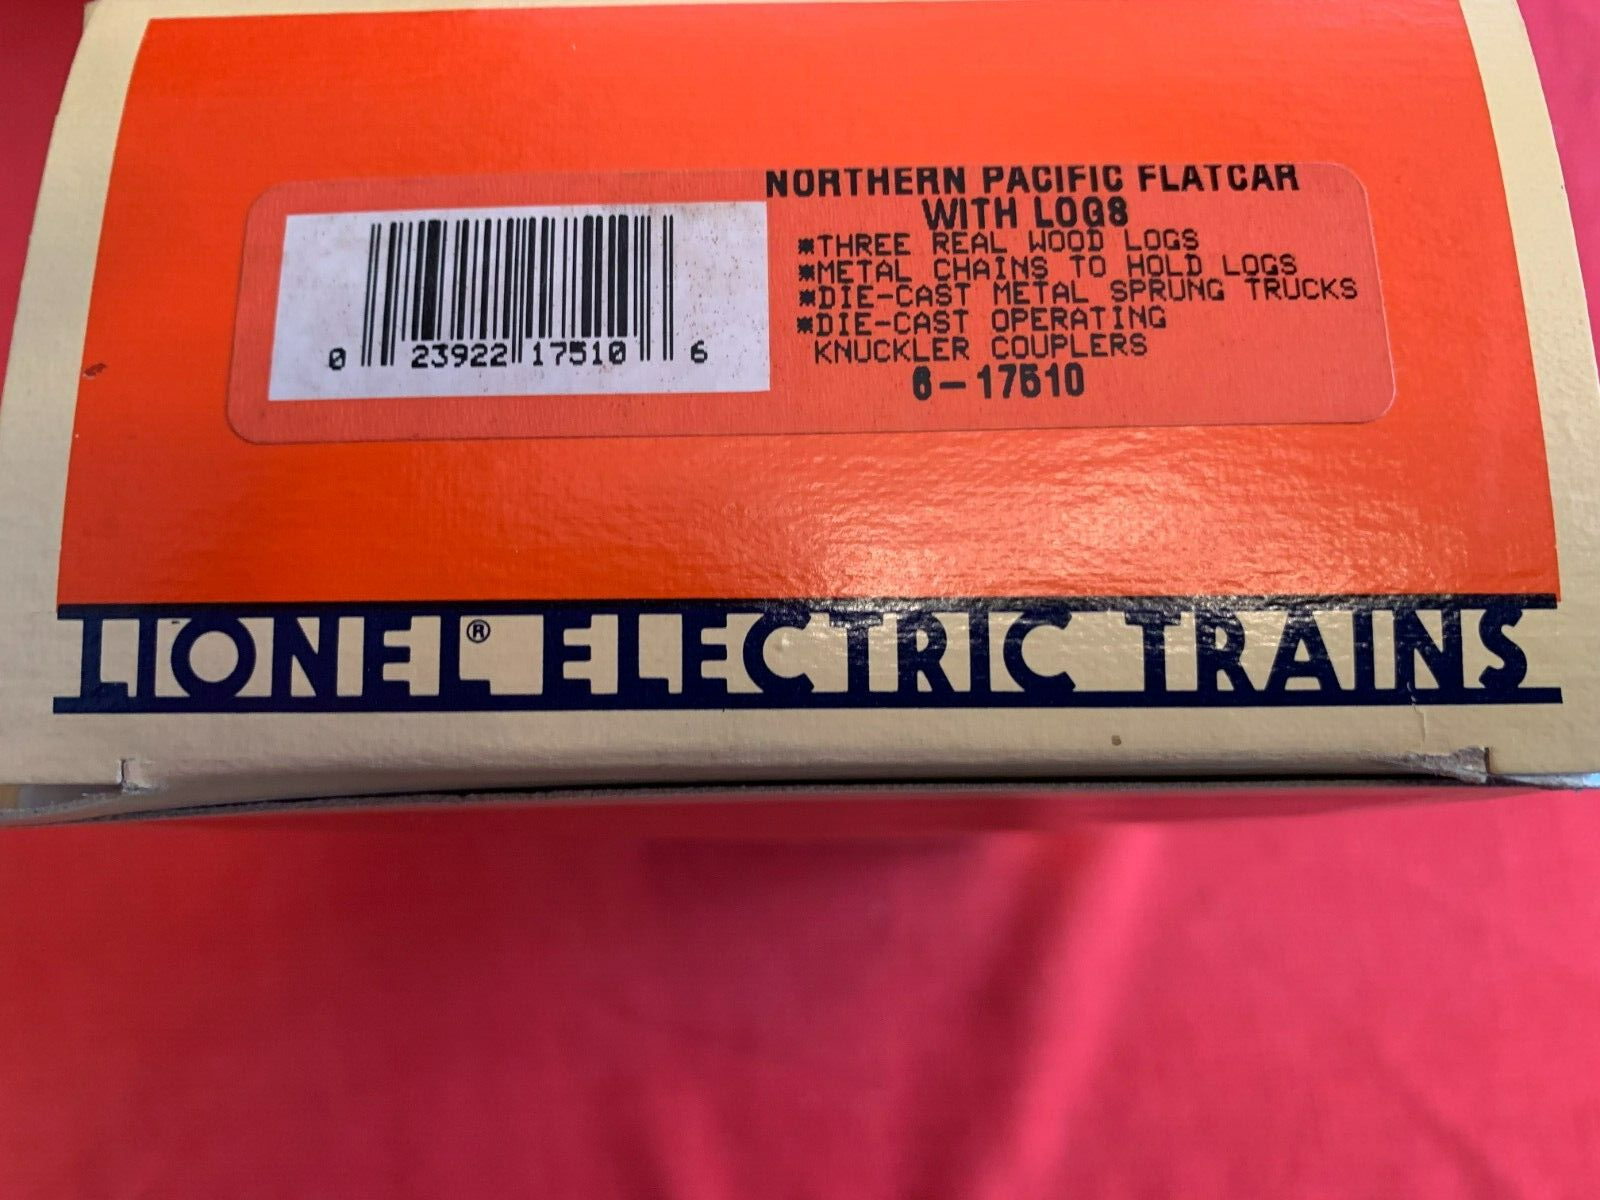 NORTHERN PACIFIC FLATCAR
WITH LOGS
*THREE REAL WOOD LOGS
*METAL CHAINS TO HOLD LOGS
*DIE-CAST METAL SPRUNG TRUCKS
*DIE-CAST OPERATING
KNUCKLER COUPLERS
6-17510
0 23922 17510 6
LIONEL® ELECTRIC TRAINS